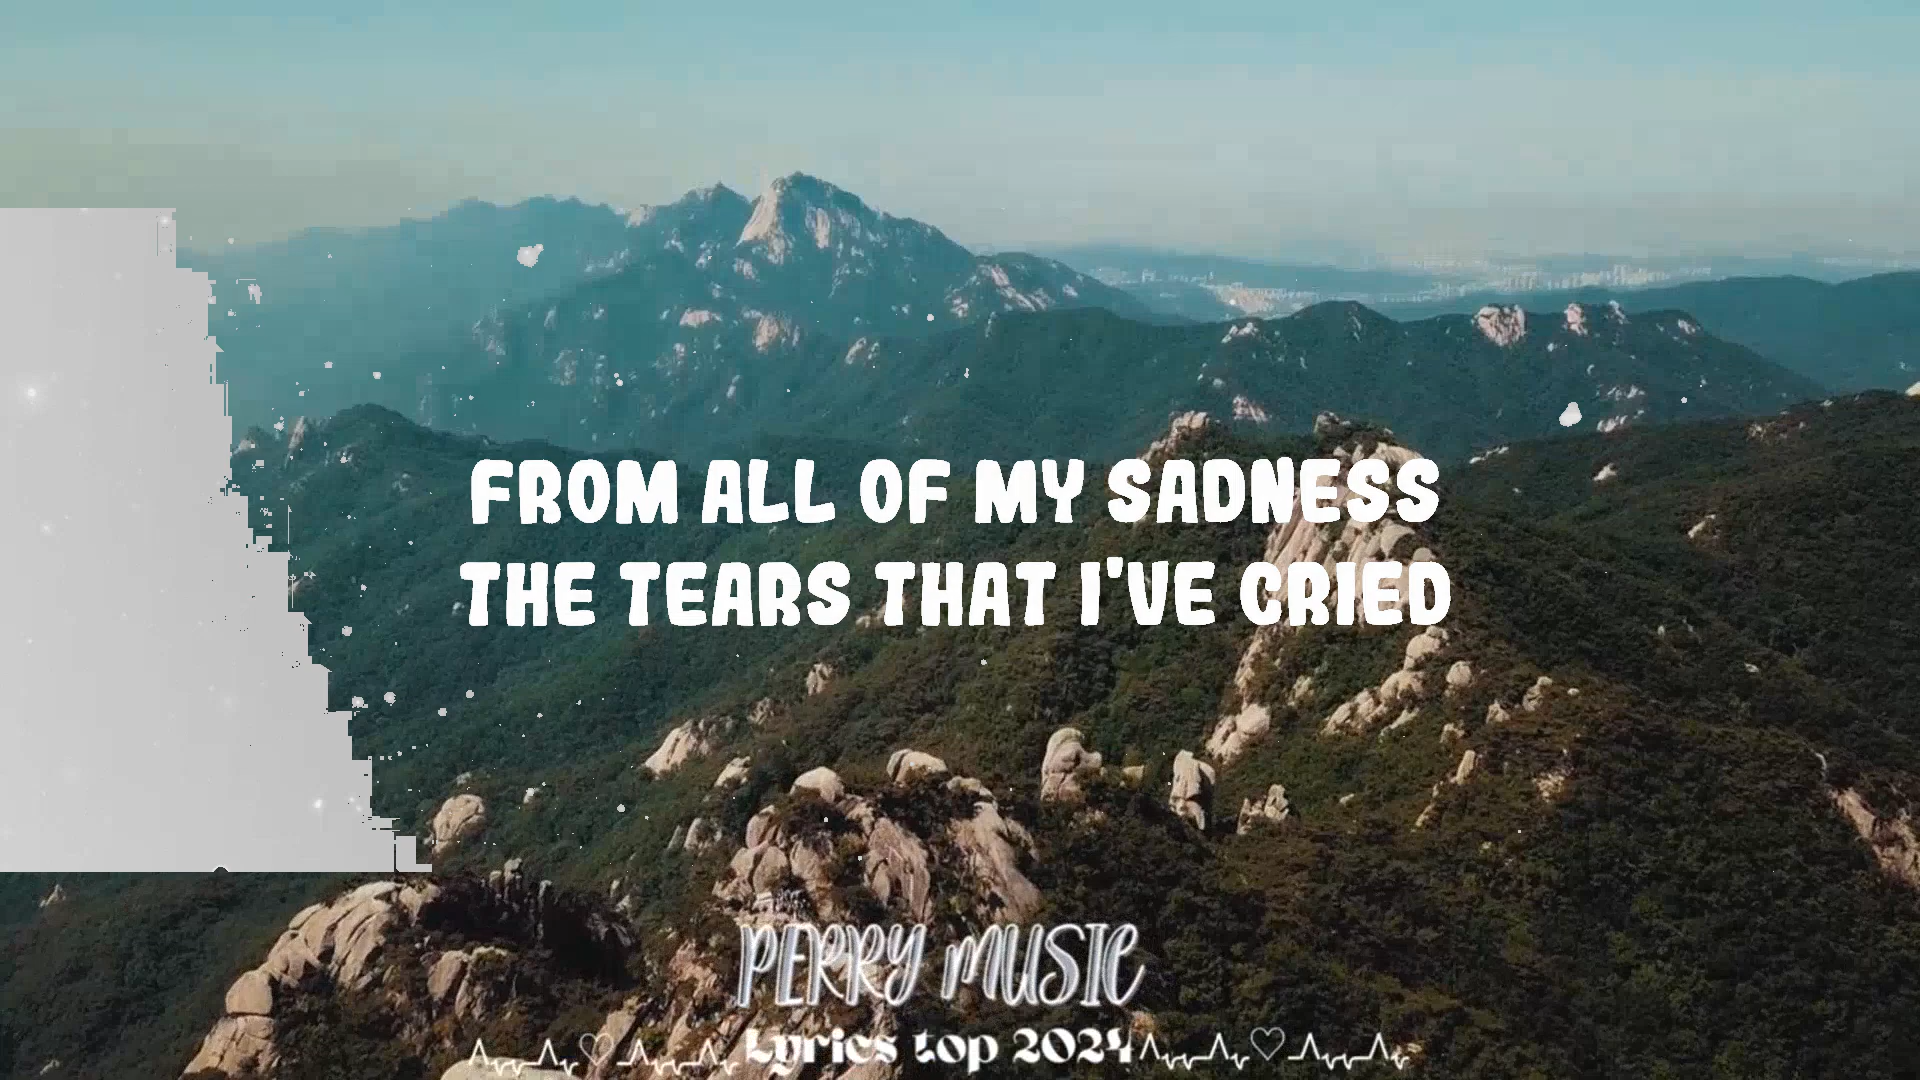 FROM ALL OF MY SADNESS
THE TEARS THAT I'VE CRIED
PERRY MUSIC
Lyrics top 2024